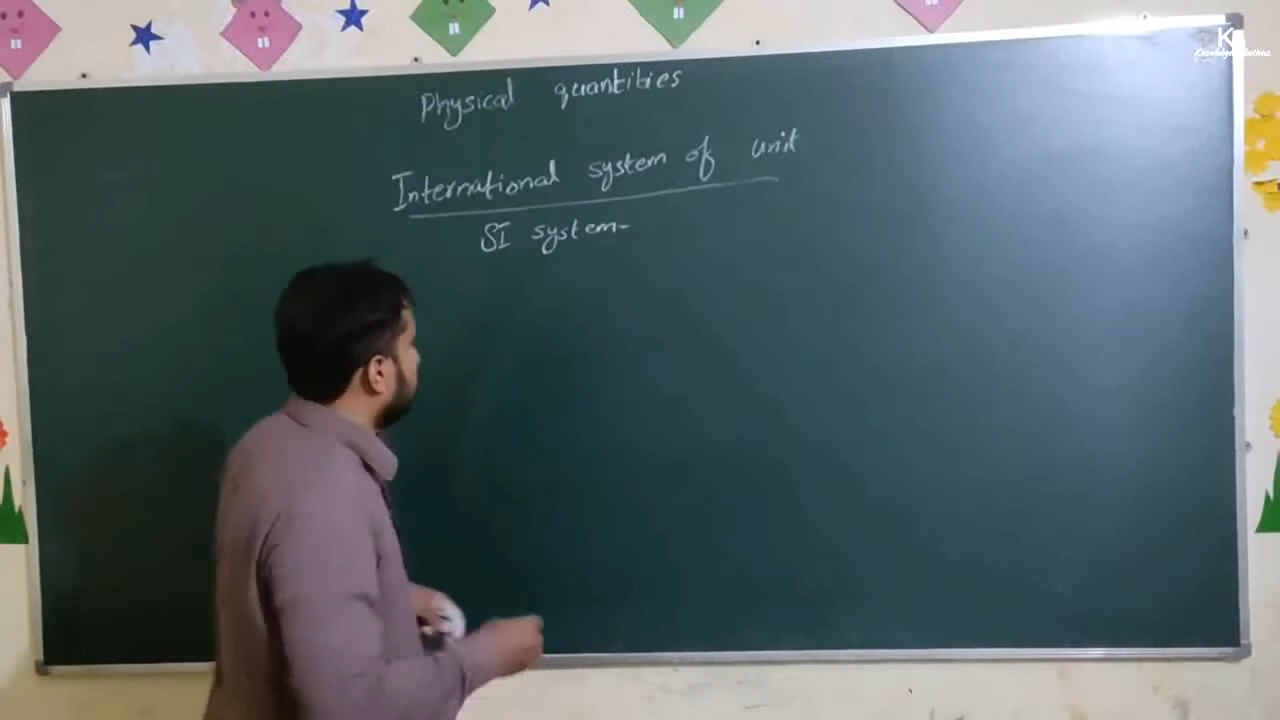 Physical quantities
International system of unit
SI system